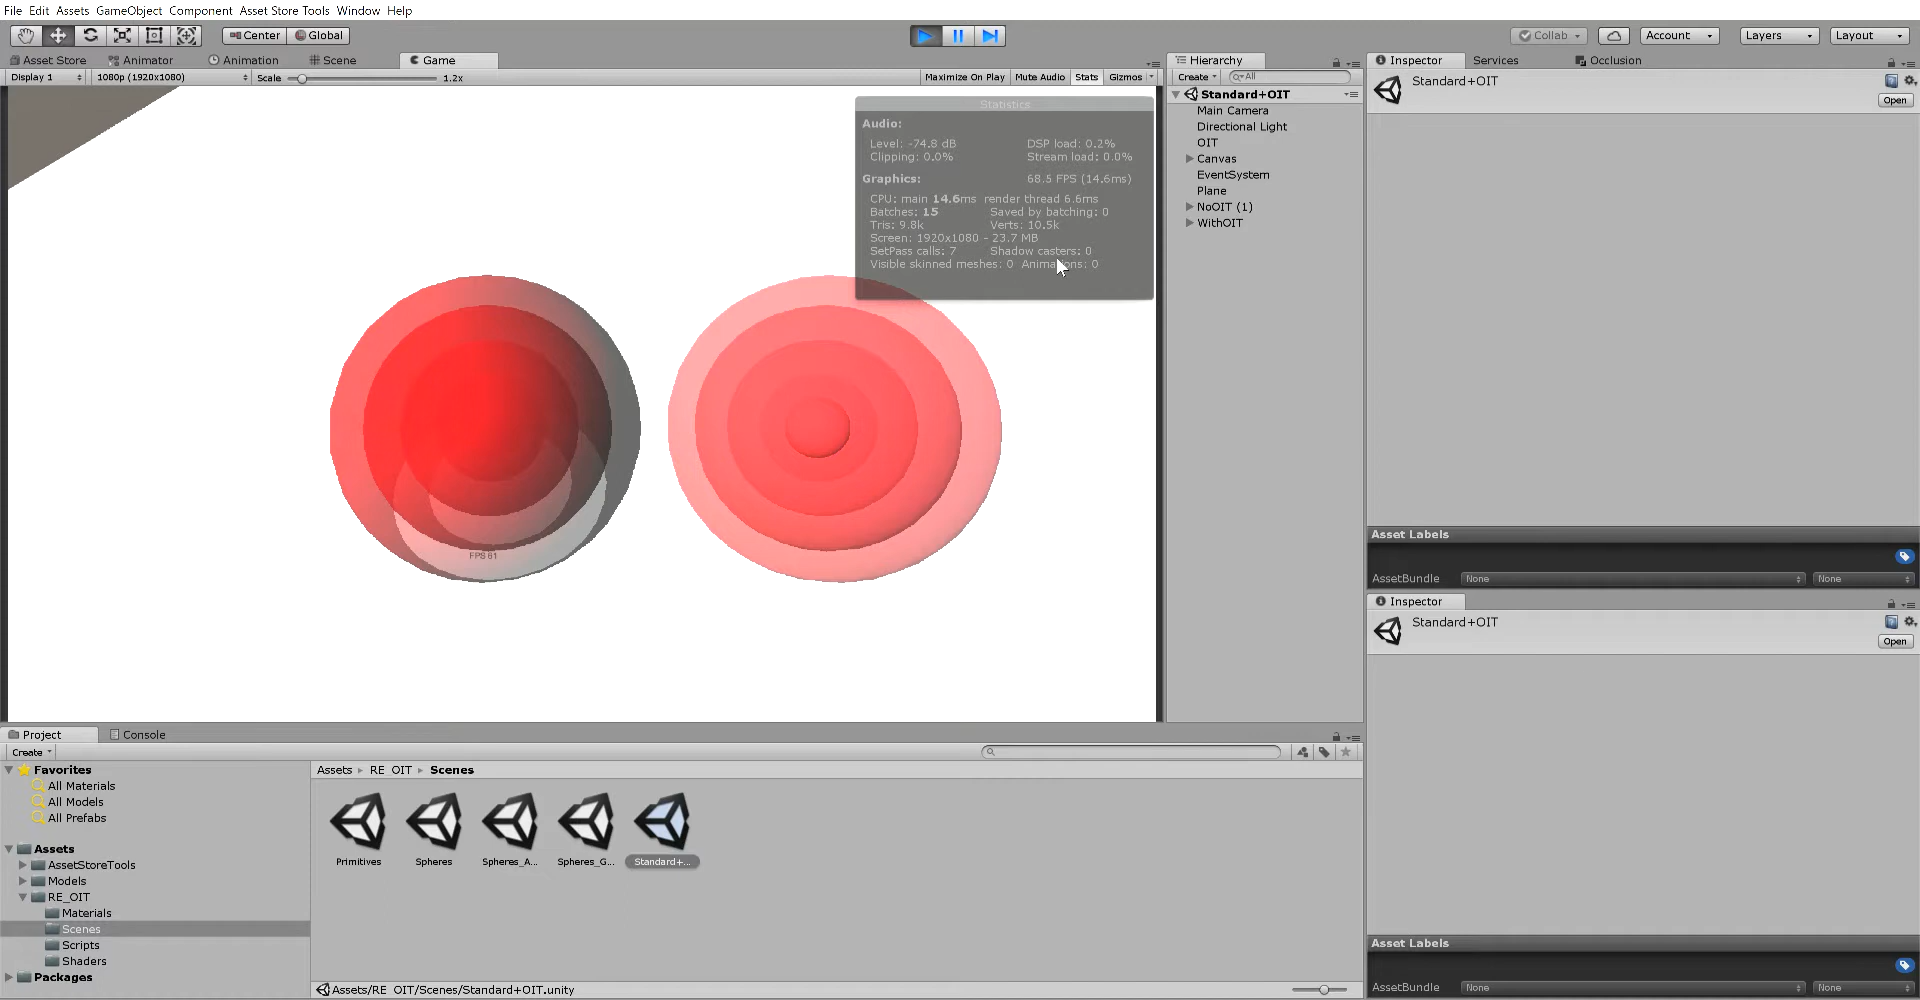 File Edit Assets GameObject Component Asset Store Tools Window Help
Center Global Collab Account Layers Layout
Asset Store Animator Animation Scene Game
Display 1 1080p (1920x1080) Scale 1.2x Maximize On Play Mute Audio Stats Gizmos
Statistics
Audio:
Level: -74.8 dB DSP load: 0.2%
Clipping: 0.0% Stream load: 0.0%
Graphics: 68.5 FPS (14.6ms)
CPU: main 14.6ms render thread 6.6ms
Batches: 15 Saved by batching: 0
Tris: 9.8k Verts: 10.5k
Screen: 1920x1080 - 23.7 MB
SetPass calls: 7 Shadow casters: 0
Visible skinned meshes: 0 Animations: 0
FPS 61
Hierarchy
Create All
Standard+OIT
Main Camera
Directional Light
OIT
Canvas
EventSystem
Plane
NoOIT (1)
WithOIT
Inspector Services Occlusion
Standard+OIT
Open
Asset Labels
AssetBundle None None
Inspector
Standard+OIT
Open
Asset Labels
AssetBundle None None
Project Console
Create
Favorites
All Materials
All Models
All Prefabs
Assets
AssetStoreTools
Models
RE_OIT
Materials
Scenes
Scripts
Shaders
Packages
Assets RE_OIT Scenes
Primitives Spheres Spheres_A... Spheres_G... Standard+...
Assets/RE_OIT/Scenes/Standard+OIT.unity